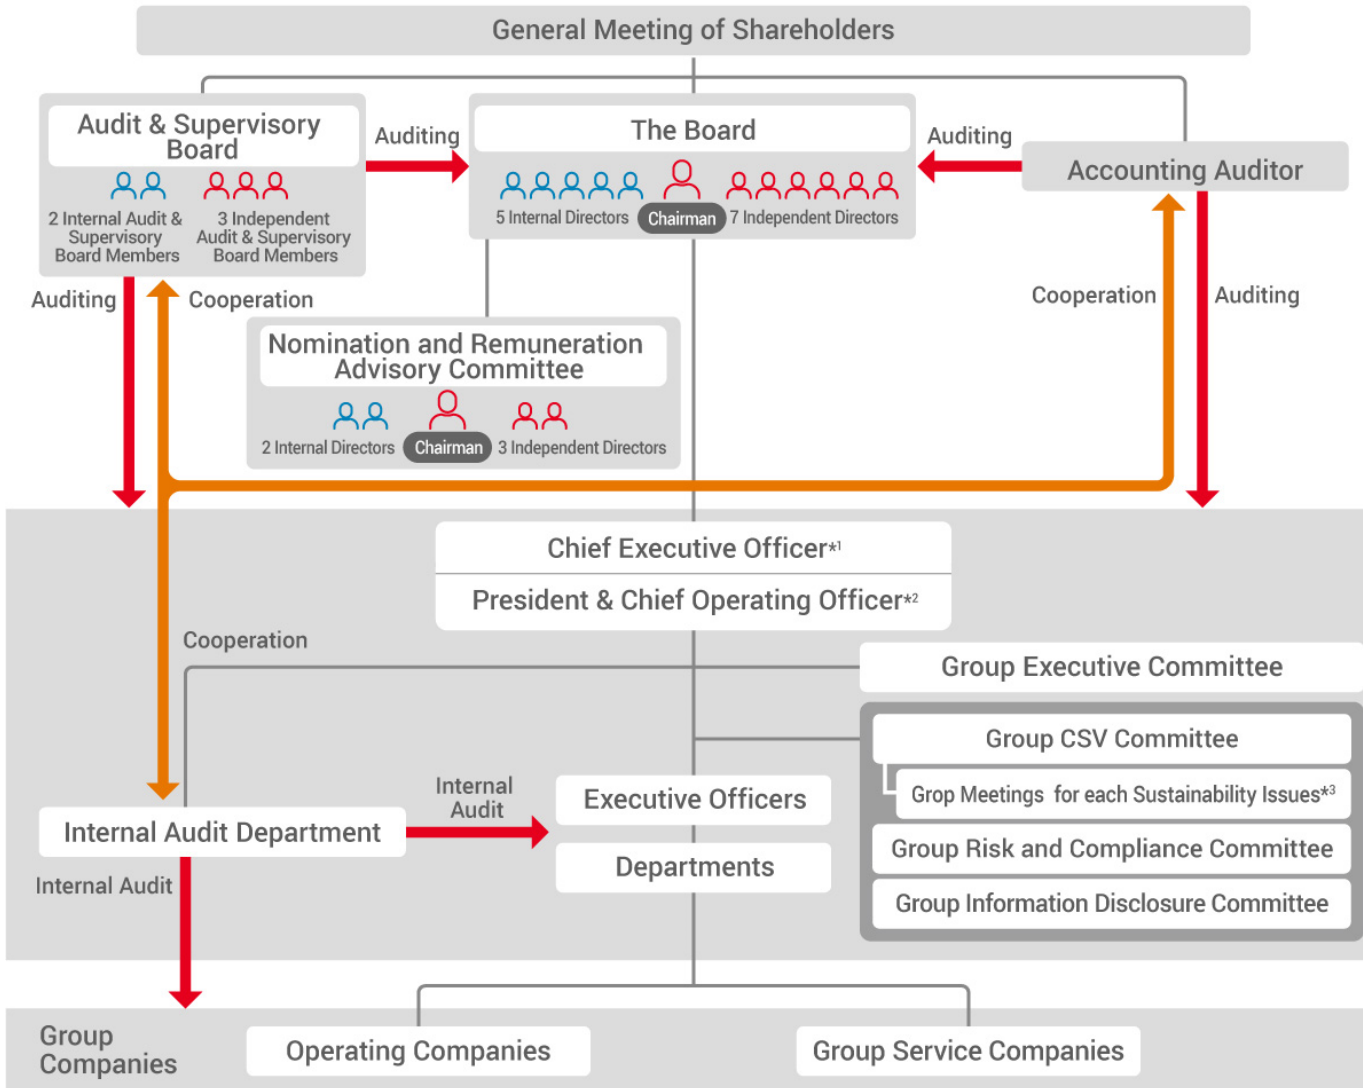 General Meeting of Shareholders
Audit & Supervisory
Board
2 Internal Audit &
Supervisory
Board Members
3 Independent
Audit & Supervisory
Board Members
Auditing
The Board
5 Internal Directors
Chairman
7 Independent Directors
Auditing
Accounting Auditor
Auditing
Cooperation
Cooperation
Auditing
Nomination and Remuneration
Advisory Committee
2 Internal Directors
Chairman
3 Independent Directors
Chief Executive Officer*1
President & Chief Operating Officer*2
Cooperation
Group Executive Committee
Group CSV Committee
Grop Meetings for each Sustainability Issues*3
Group Risk and Compliance Committee
Group Information Disclosure Committee
Internal Audit Department
Internal
Audit
Executive Officers
Departments
Internal Audit
Group
Companies
Operating Companies
Group Service Companies